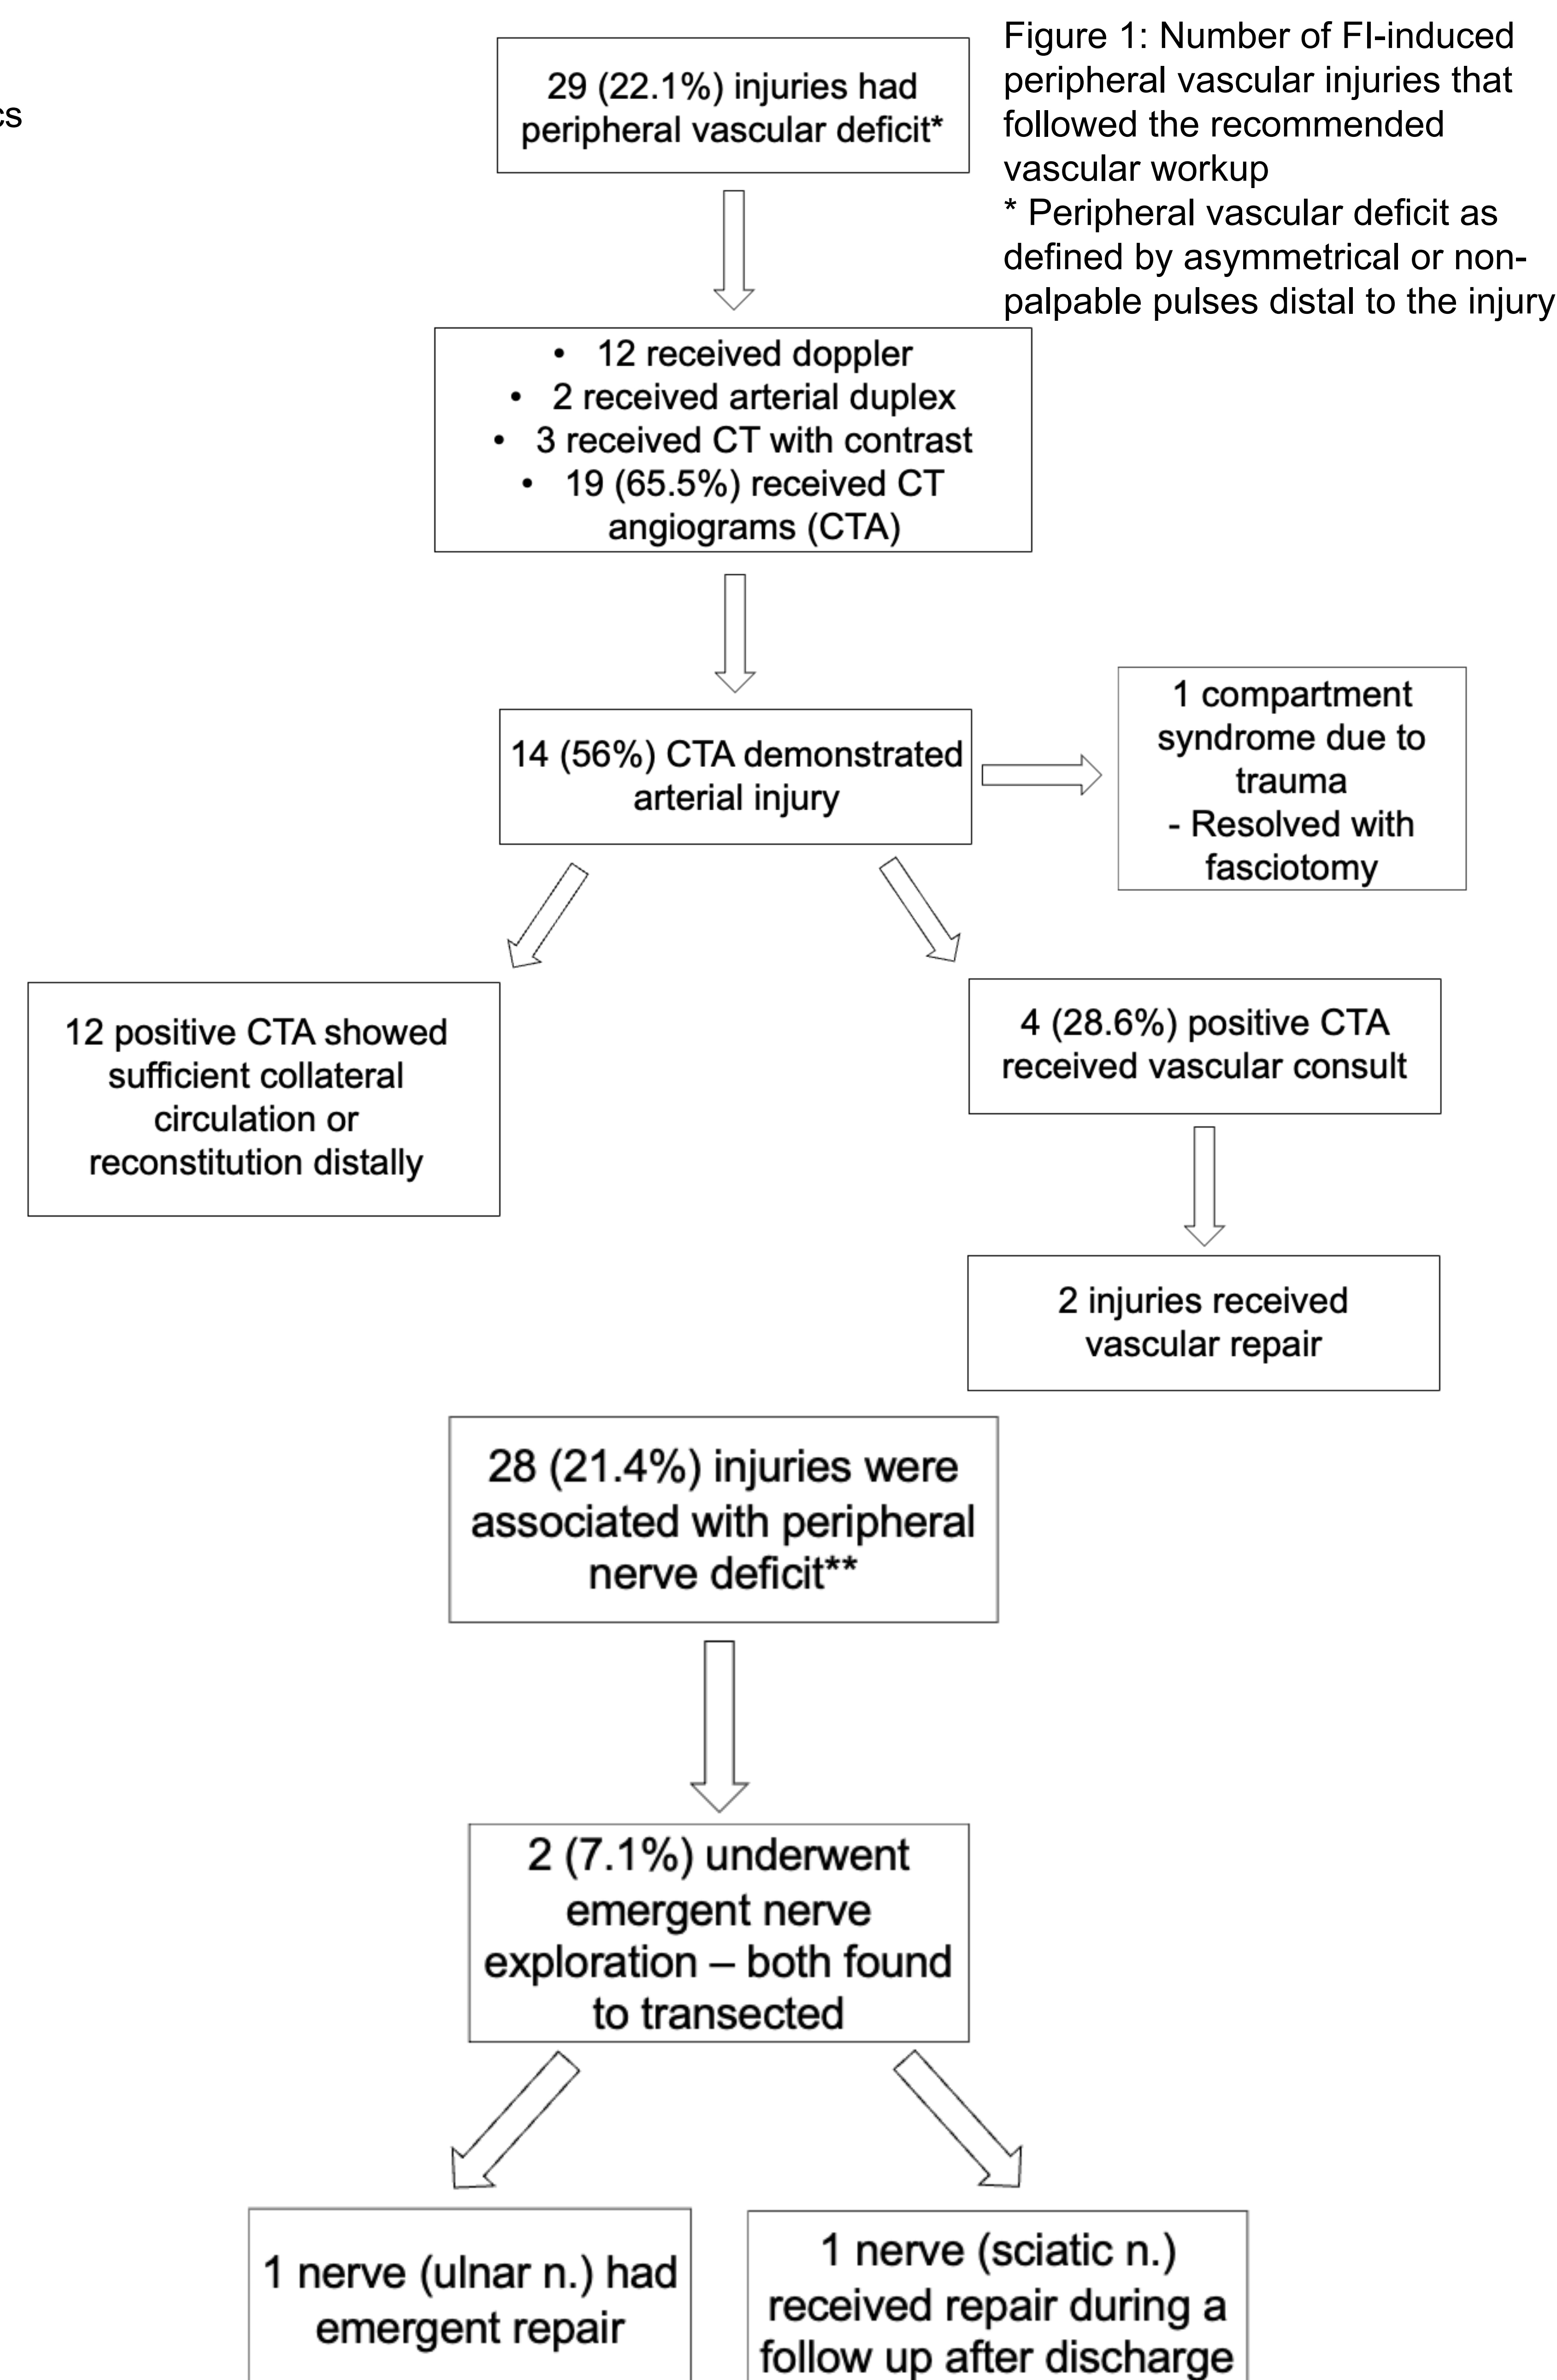 cs
29 (22.1%) injuries had
peripheral vascular deficit*
Figure 1: Number of FI-induced
peripheral vascular injuries that
followed the recommended
vascular workup
* Peripheral vascular deficit as
defined by asymmetrical or non-
palpable pulses distal to the injury
• 12 received doppler
• 2 received arterial duplex
• 3 received CT with contrast
• 19 (65.5%) received CT
angiograms (CTA)
14 (56%) CTA demonstrated
arterial injury
1 compartment
syndrome due to
trauma
- Resolved with
fasciotomy
12 positive CTA showed
sufficient collateral
circulation or
reconstitution distally
4 (28.6%) positive CTA
received vascular consult
2 injuries received
vascular repair
28 (21.4%) injuries were
associated with peripheral
nerve deficit**
2 (7.1%) underwent
emergent nerve
exploration – both found
to transected
1 nerve (ulnar n.) had
emergent repair
1 nerve (sciatic n.)
received repair during a
follow up after discharge